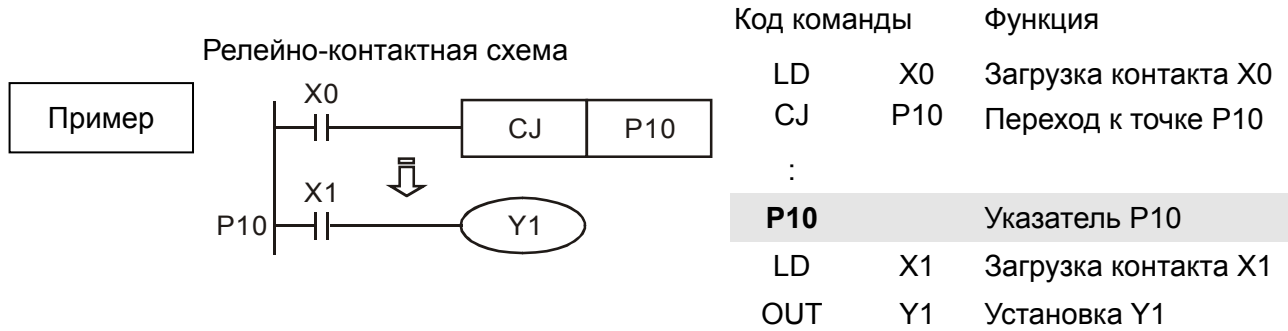 Пример
Релейно-контактная схема
X0
CJ P10
X1
P10 Y1
Код команды Функция
LD X0 Загрузка контакта X0
CJ P10 Переход к точке P10
:
P10 Указатель P10
LD X1 Загрузка контакта X1
OUT Y1 Установка Y1